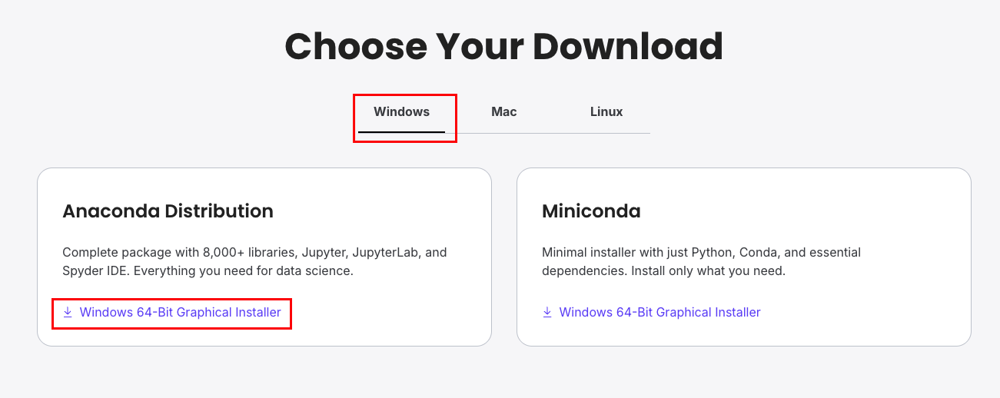 Choose Your Download
Windows
Mac
Linux
Anaconda Distribution
Complete package with 8,000+ libraries, Jupyter, JupyterLab, and
Spyder IDE. Everything you need for data science.
Windows 64-Bit Graphical Installer
Miniconda
Minimal installer with just Python, Conda, and essential
dependencies. Install only what you need.
Windows 64-Bit Graphical Installer